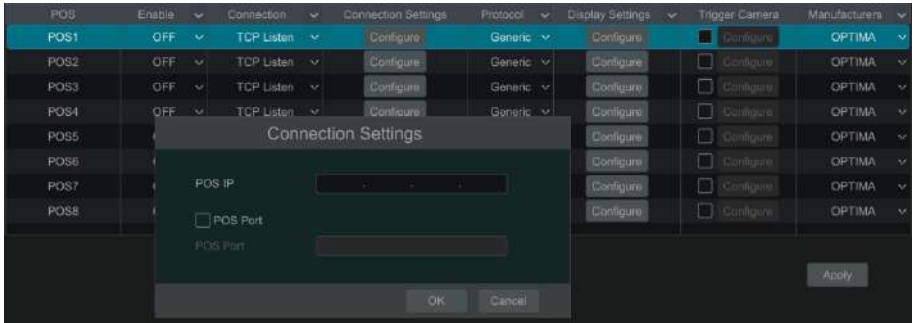 POS Enable Connection Connection Settings Protocol Display Settings Trigger Camera Manufacturers
POS1 OFF TCP Listen Configure Generic Configure Configure OPTIMA
POS2 OFF TCP Listen Configure Generic Configure Configure OPTIMA
POS3 OFF TCP Listen Configure Generic Configure Configure OPTIMA
POS4 OFF TCP Listen Configure Generic Configure Configure OPTIMA
POS5 Configure Configure OPTIMA
POS6 Configure Configure OPTIMA
POS7 Configure Configure OPTIMA
POS8 Configure Configure OPTIMA
Connection Settings
POS IP
POS Port
POS Port
OK Cancel
Apply